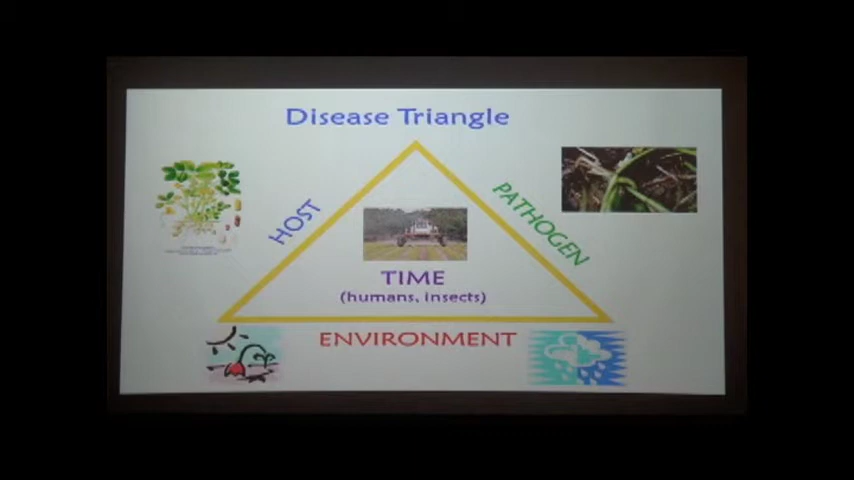 Disease Triangle
HOST
PATHOGEN
TIME
(humans, insects)
ENVIRONMENT